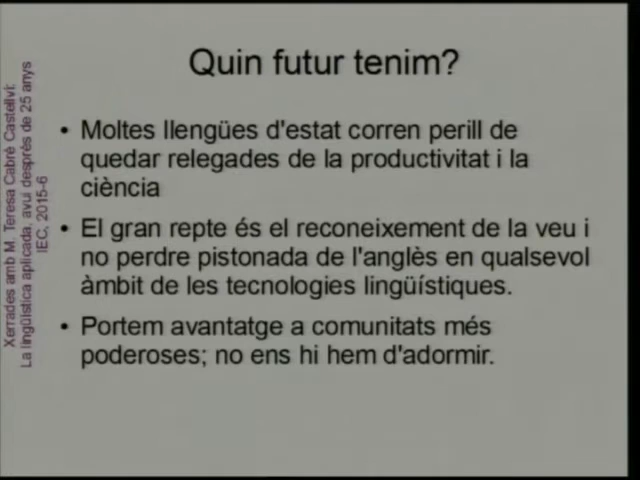 Quin futur tenim?
• Moltes llengües d'estat corren perill de
quedar relegades de la productivitat i la
ciència
• El gran repte és el reconeixement de la veu i
no perdre pistonada de l'anglès en qualsevol
àmbit de les tecnologies lingüístiques.
• Portem avantatge a comunitats més
poderoses; no ens hi hem d'adormir.
Xerrades amb M. Teresa Cabré Castellví:
La lingüística aplicada, avui després de 25 anys
IEC, 2015-6